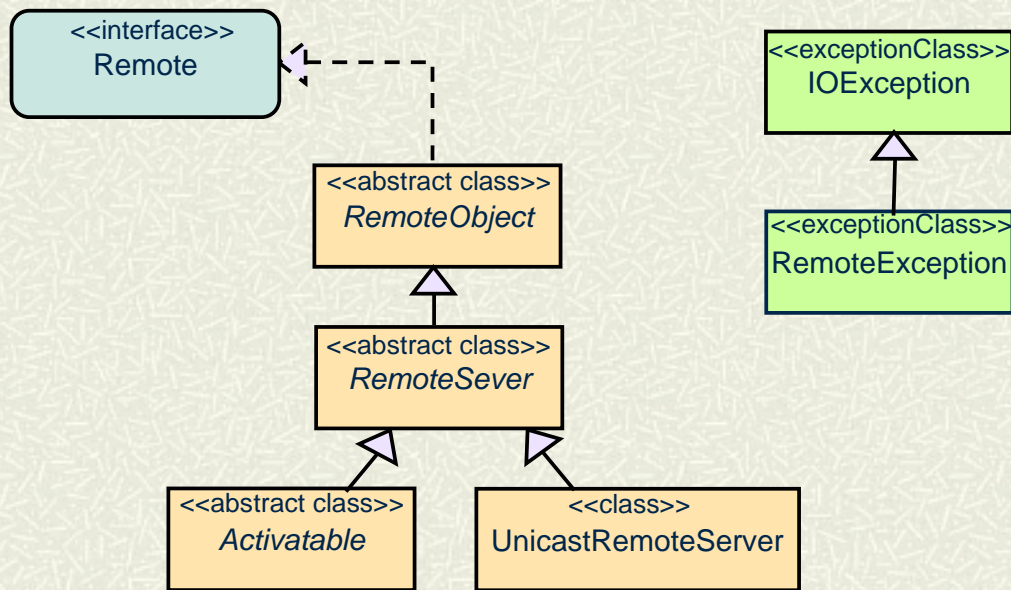 <<interface>>
Remote
<<exceptionClass>>
IOException
<<abstract class>>
RemoteObject
<<exceptionClass>>
RemoteException
<<abstract class>>
RemoteSever
<<abstract class>>
Activatable
<<class>>
UnicastRemoteServer